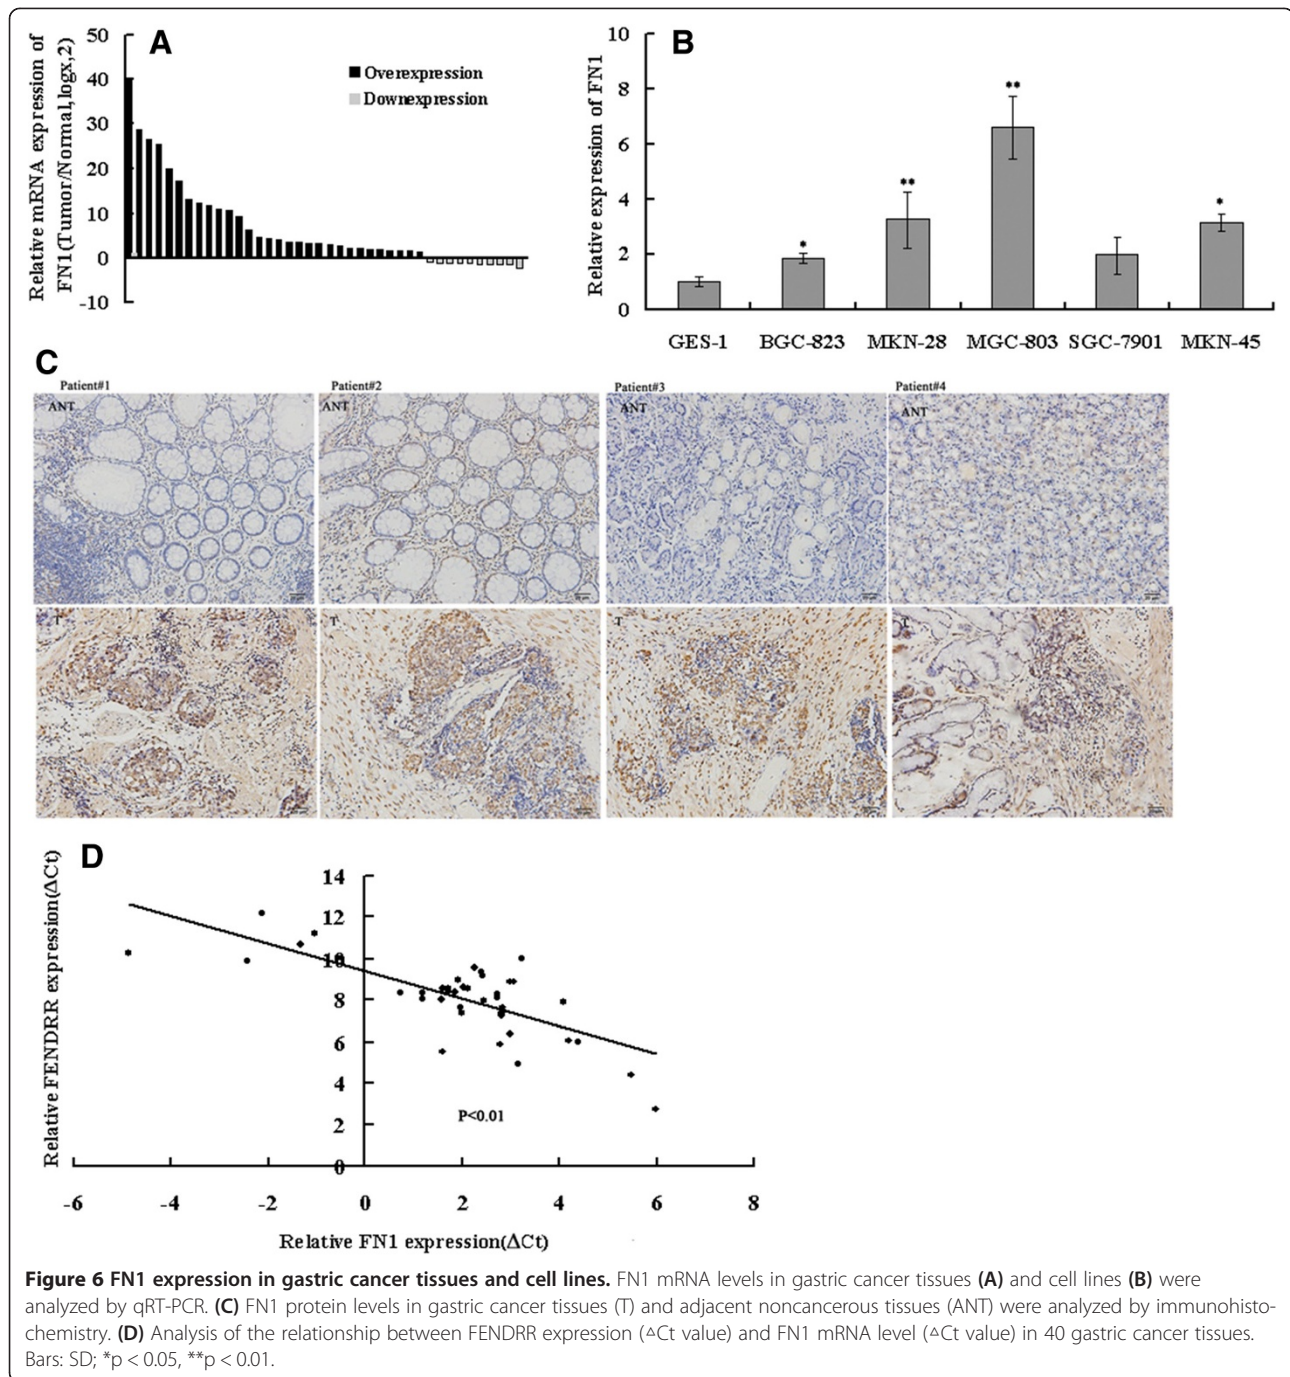 A
Relative mRNA expression of
FN1(Tumor/Normal,logx,2)
50
40
30
20
10
0
-10
Overexpression
Downexpression
B
Relative expression of FN1
10
8
6
4
2
0
*
**
**
*
GES-1 BGC-823 MKN-28 MGC-803 SGC-7901 MKN-45
C
Patient#1 Patient#2 Patient#3 Patient#4
ANT ANT ANT ANT
T T T T
D
Relative FENDRR expression(ΔCt)
14
12
10
8
6
4
2
0
P<0.01
-6 -4 -2 0 2 4 6 8
Relative FN1 expression(ΔCt)
Figure 6 FN1 expression in gastric cancer tissues and cell lines. FN1 mRNA levels in gastric cancer tissues (A) and cell lines (B) were
analyzed by qRT-PCR. (C) FN1 protein levels in gastric cancer tissues (T) and adjacent noncancerous tissues (ANT) were analyzed by immunohisto-
chemistry. (D) Analysis of the relationship between FENDRR expression (△Ct value) and FN1 mRNA level (△Ct value) in 40 gastric cancer tissues.
Bars: SD; *p < 0.05, **p < 0.01.